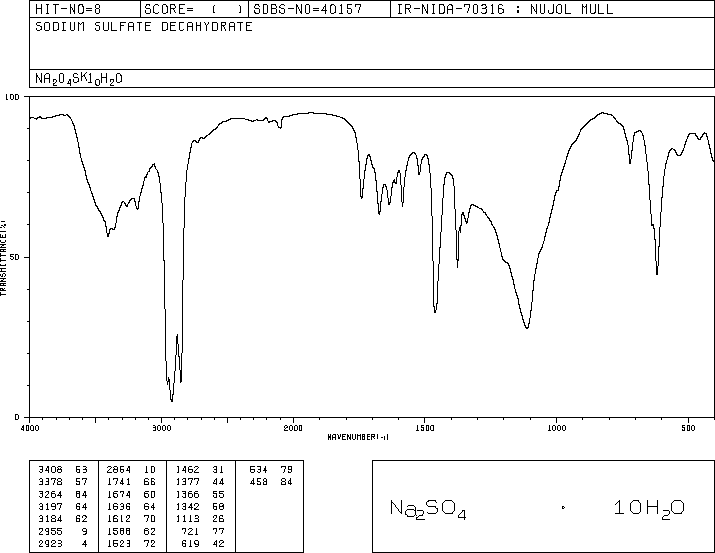 HIT-NO=8 SCORE= ( ) SDBS-NO=40157 IR-NIDA-70316 : NUJOL MULL
SODIUM SULFATE DECAHYDRATE
NA2O4SK10H2O
100
50
0
TRANSMITTANCE(%)
4000 3000 2000 1500 1000 500
WAVENUMBER(-1)
3408 53 2854 10 1462 31 534 79
3378 57 1741 66 1377 44 458 84
3264 64 1674 60 1366 55
3197 64 1636 64 1342 60
3184 62 1612 70 1113 26
2955 9 1588 62 721 77
2923 4 1523 72 619 42
Na2SO4 · 10H2O